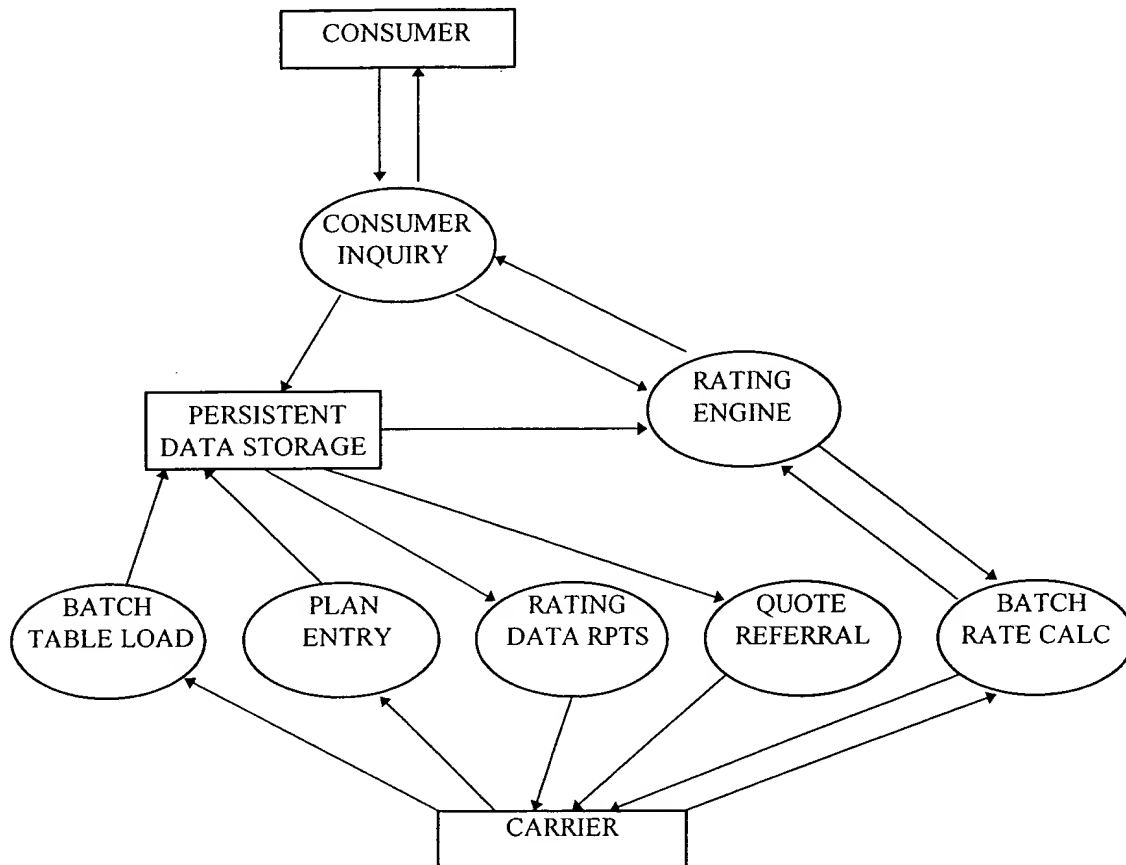 CONSUMER
CONSUMER
INQUIRY
RATING
ENGINE
PERSISTENT
DATA STORAGE
BATCH
TABLE LOAD
PLAN
ENTRY
RATING
DATA RPTS
QUOTE
REFERRAL
BATCH
RATE CALC
CARRIER